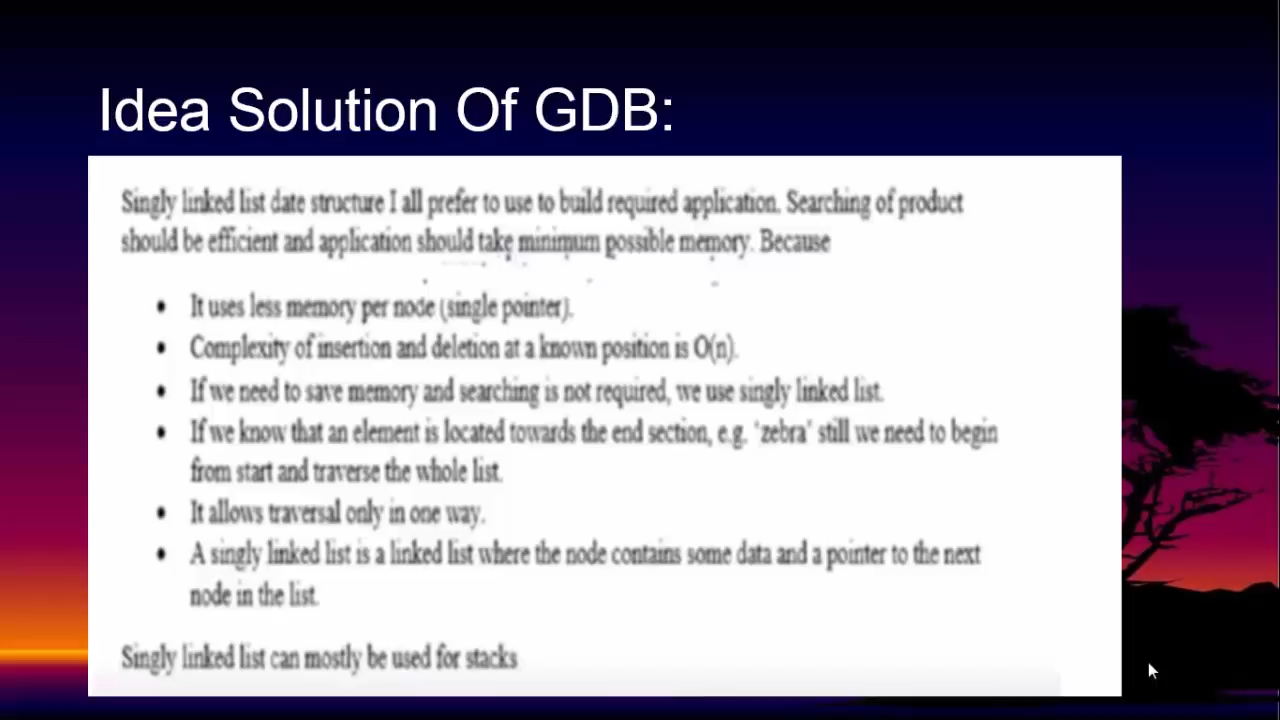 Idea Solution Of GDB:
Singly linked list date structure I all prefer to use to build required application. Searching of product
should be efficient and application should take minimum possible memory. Because
• It uses less memory per node (single pointer).
• Complexity of insertion and deletion at a known position is O(n).
• If we need to save memory and searching is not required, we use singly linked list.
• If we know that an element is located towards the end section, e.g. 'zebra' still we need to begin
from start and traverse the whole list.
• It allows traversal only in one way.
• A singly linked list is a linked list where the node contains some data and a pointer to the next
node in the list.
Singly linked list can mostly be used for stacks